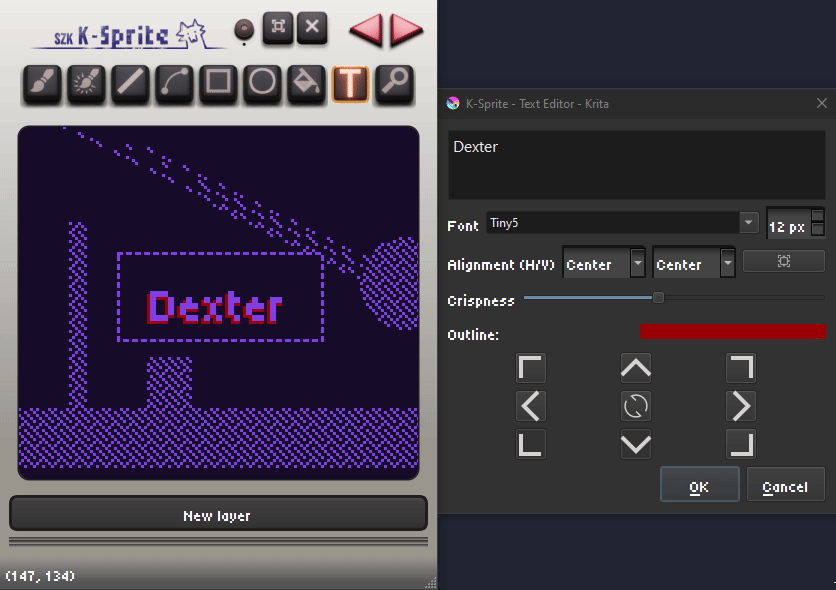 SZK K-Sprite
T
K-Sprite - Text Editor - Krita
Dexter
Font Tiny5 12 px
Alignment (H/V) Center Center
Crispness
Outline:
Dexter
OK Cancel
New layer
(147, 134)